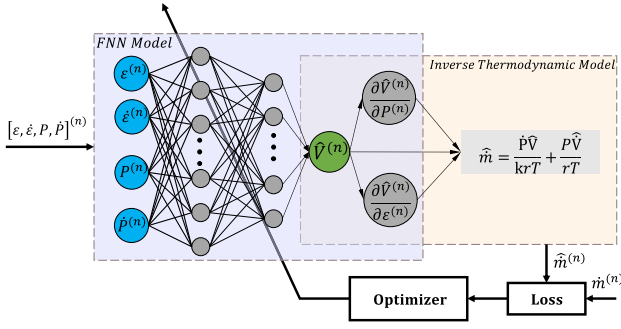 FNN Model
Inverse Thermodynamic Model
[ε, ε̇, P, Ṗ]⁽ⁿ⁾
ε⁽ⁿ⁾
ε̇⁽ⁿ⁾
P⁽ⁿ⁾
Ṗ⁽ⁿ⁾
V̂⁽ⁿ⁾
∂V̂⁽ⁿ⁾
∂P⁽ⁿ⁾
∂V̂⁽ⁿ⁾
∂ε⁽ⁿ⁾
ṁ̂ = ṖV̂/krT + PV̂̇/rT
ṁ̂⁽ⁿ⁾
ṁ⁽ⁿ⁾
Optimizer
Loss